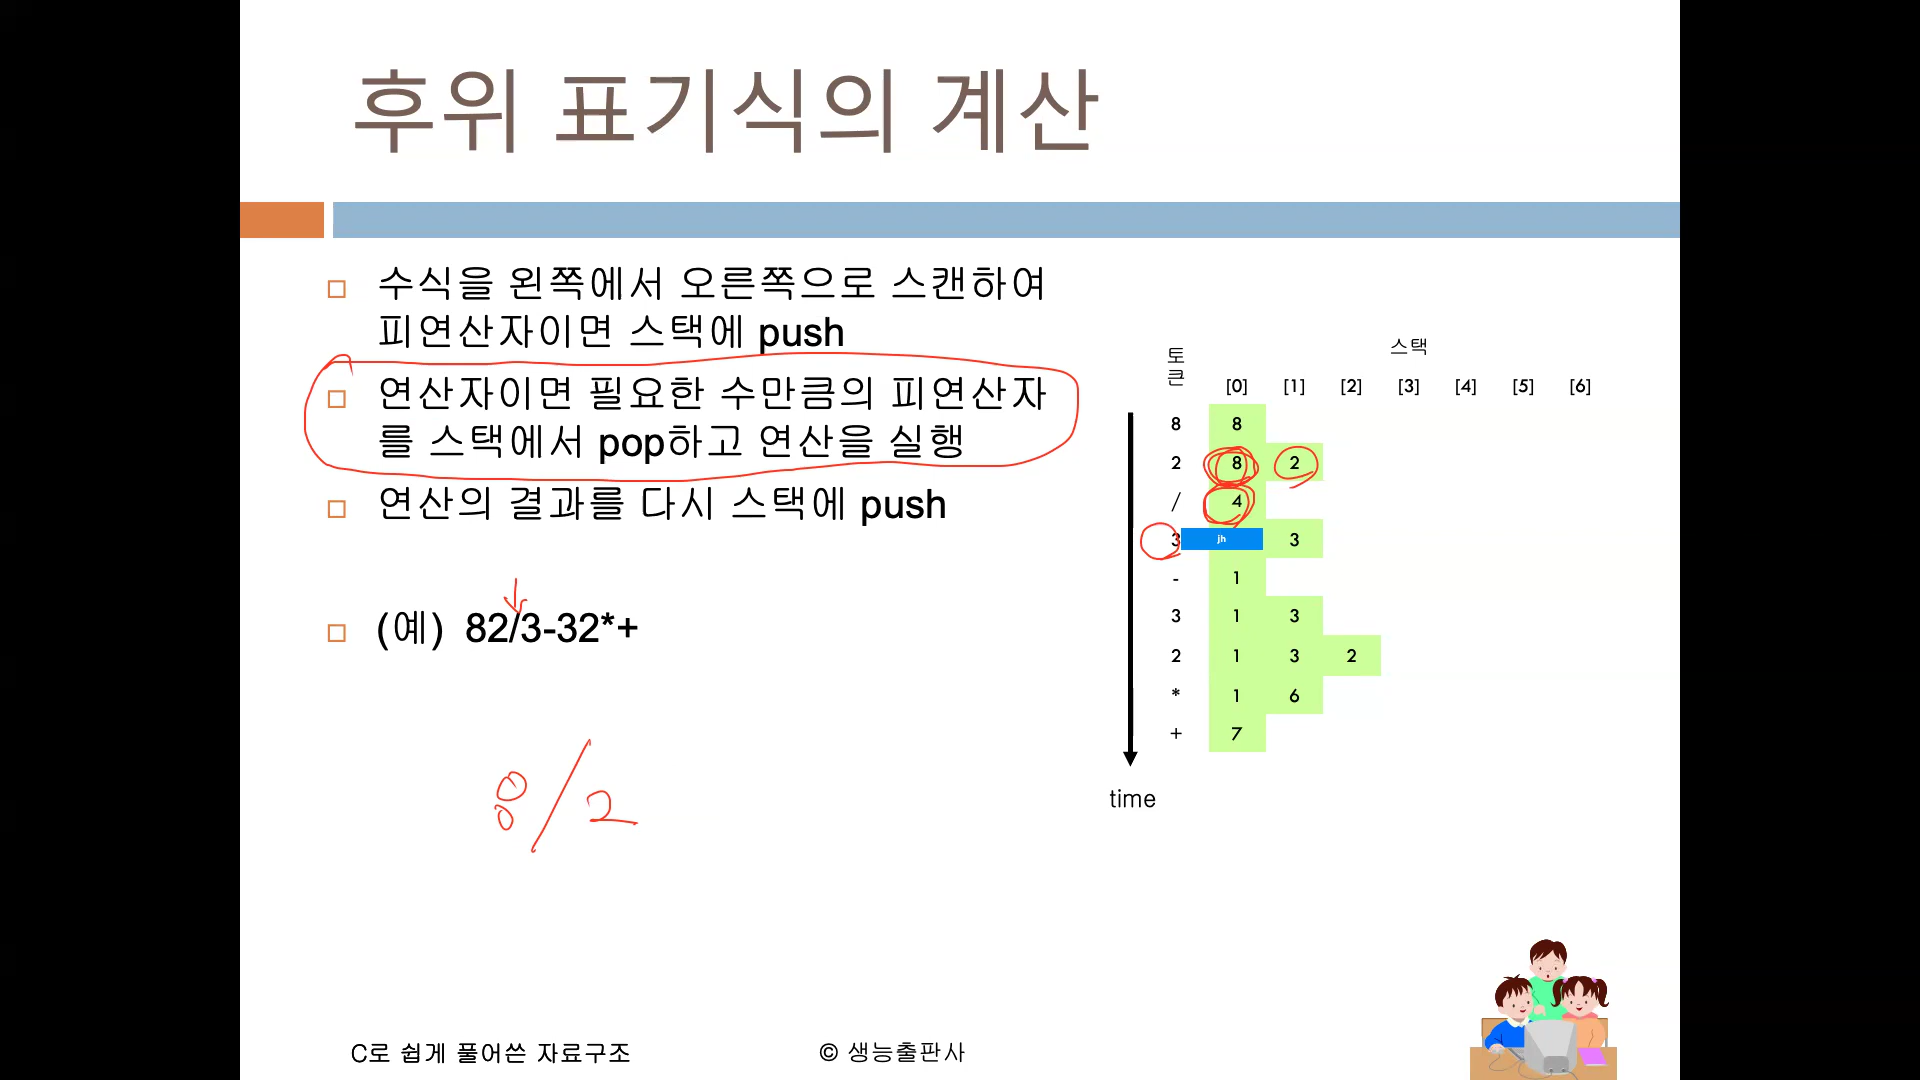 후위 표기식의 계산
수식을 왼쪽에서 오른쪽으로 스캔하여
피연산자이면 스택에 push
연산자이면 필요한 수만큼의 피연산자
를 스택에서 pop하고 연산을 실행
연산의 결과를 다시 스택에 push
(예) 82/3-32*+
8/2
토큰 스택
[0] [1] [2] [3] [4] [5] [6]
8 8
2 8 2
/ 4
3 jh 3
- 1
3 1 3
2 1 3 2
* 1 6
+ 7
time
C로 쉽게 풀어쓴 자료구조
© 생능출판사